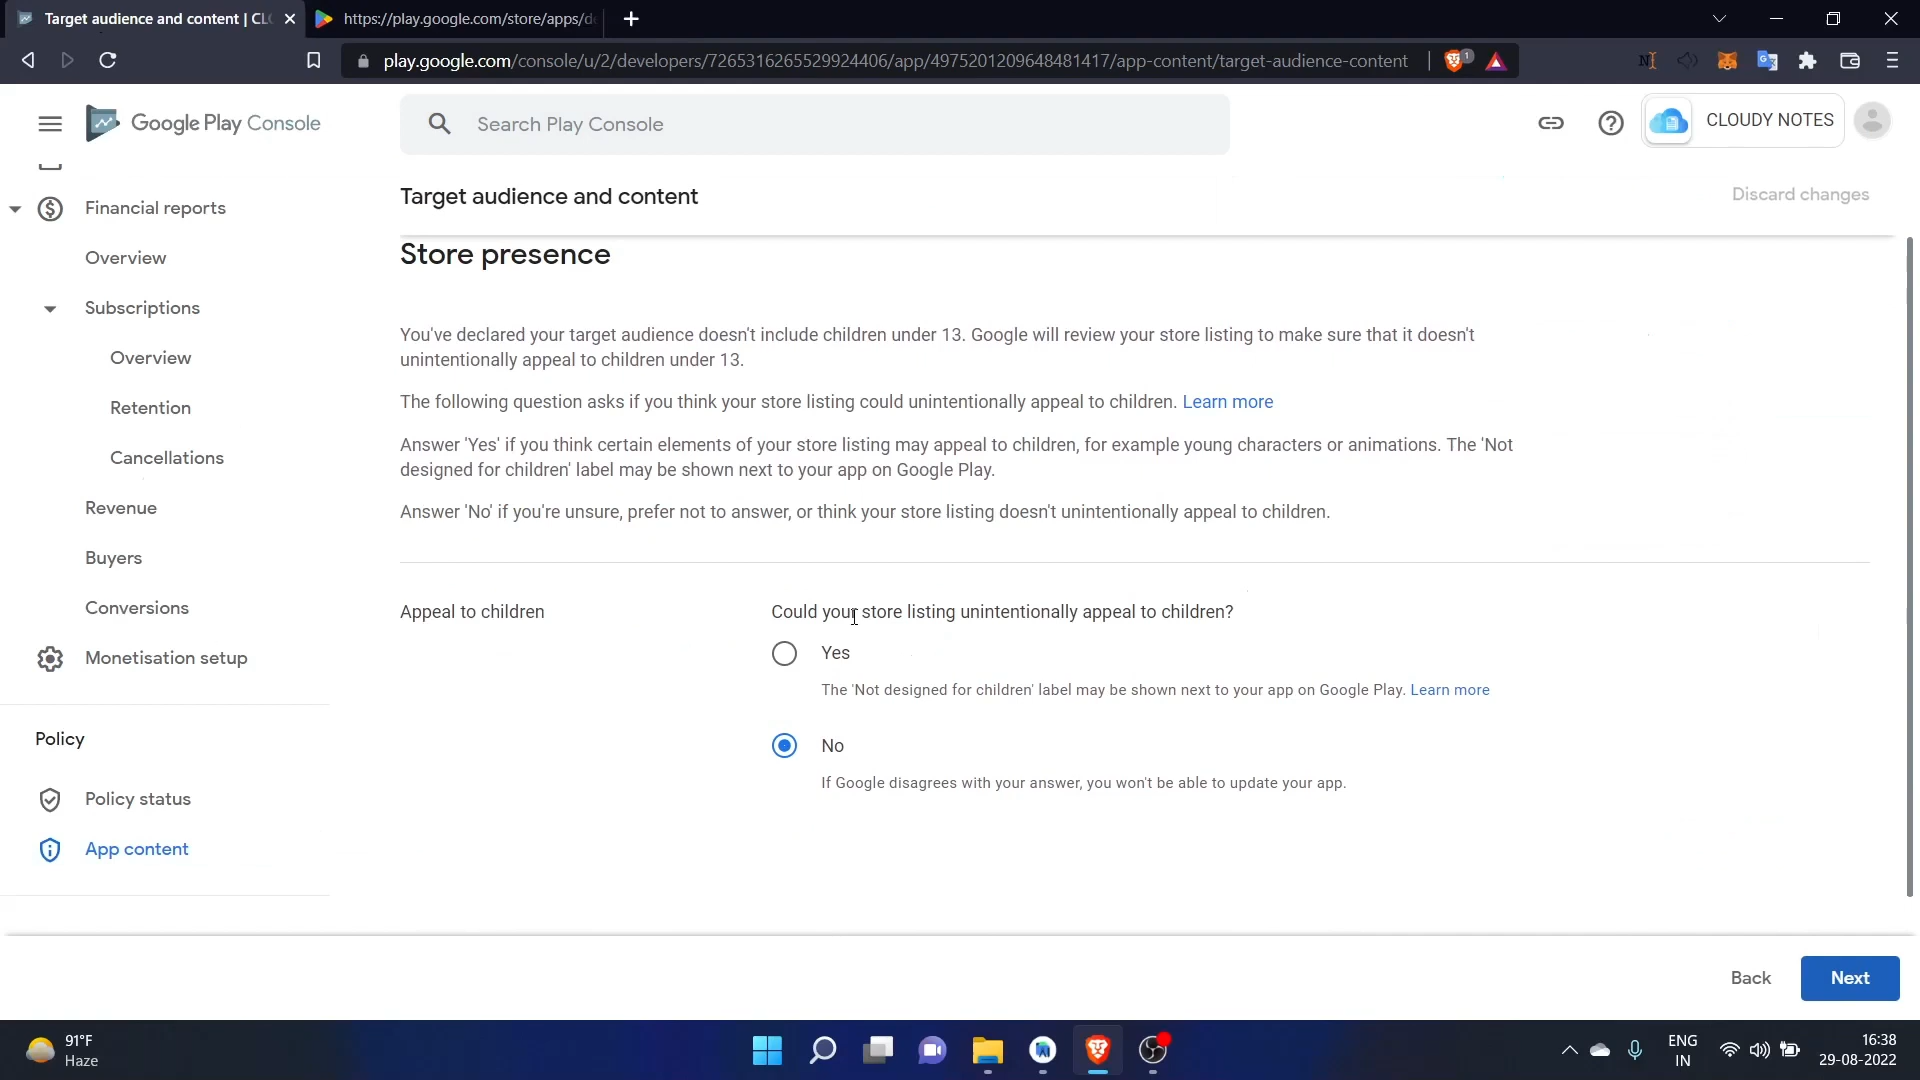 Target audience and content | CLO
https://play.google.com/store/apps/de
play.google.com/console/u/2/developers/7265316265529924406/app/4975201209648481417/app-content/target-audience-content
1
Google Play Console
Search Play Console
CLOUDY NOTES
Financial reports
Overview
Subscriptions
Overview
Retention
Cancellations
Revenue
Buyers
Conversions
Monetisation setup
Policy
Policy status
App content
Target audience and content
Discard changes
Store presence
You've declared your target audience doesn't include children under 13. Google will review your store listing to make sure that it doesn't
unintentionally appeal to children under 13.
The following question asks if you think your store listing could unintentionally appeal to children. Learn more
Answer 'Yes' if you think certain elements of your store listing may appeal to children, for example young characters or animations. The 'Not
designed for children' label may be shown next to your app on Google Play.
Answer 'No' if you're unsure, prefer not to answer, or think your store listing doesn't unintentionally appeal to children.
Appeal to children
Could your store listing unintentionally appeal to children?
Yes
The 'Not designed for children' label may be shown next to your app on Google Play. Learn more
No
If Google disagrees with your answer, you won't be able to update your app.
Back
Next
91°F
Haze
ENG
IN
16:38
29-08-2022